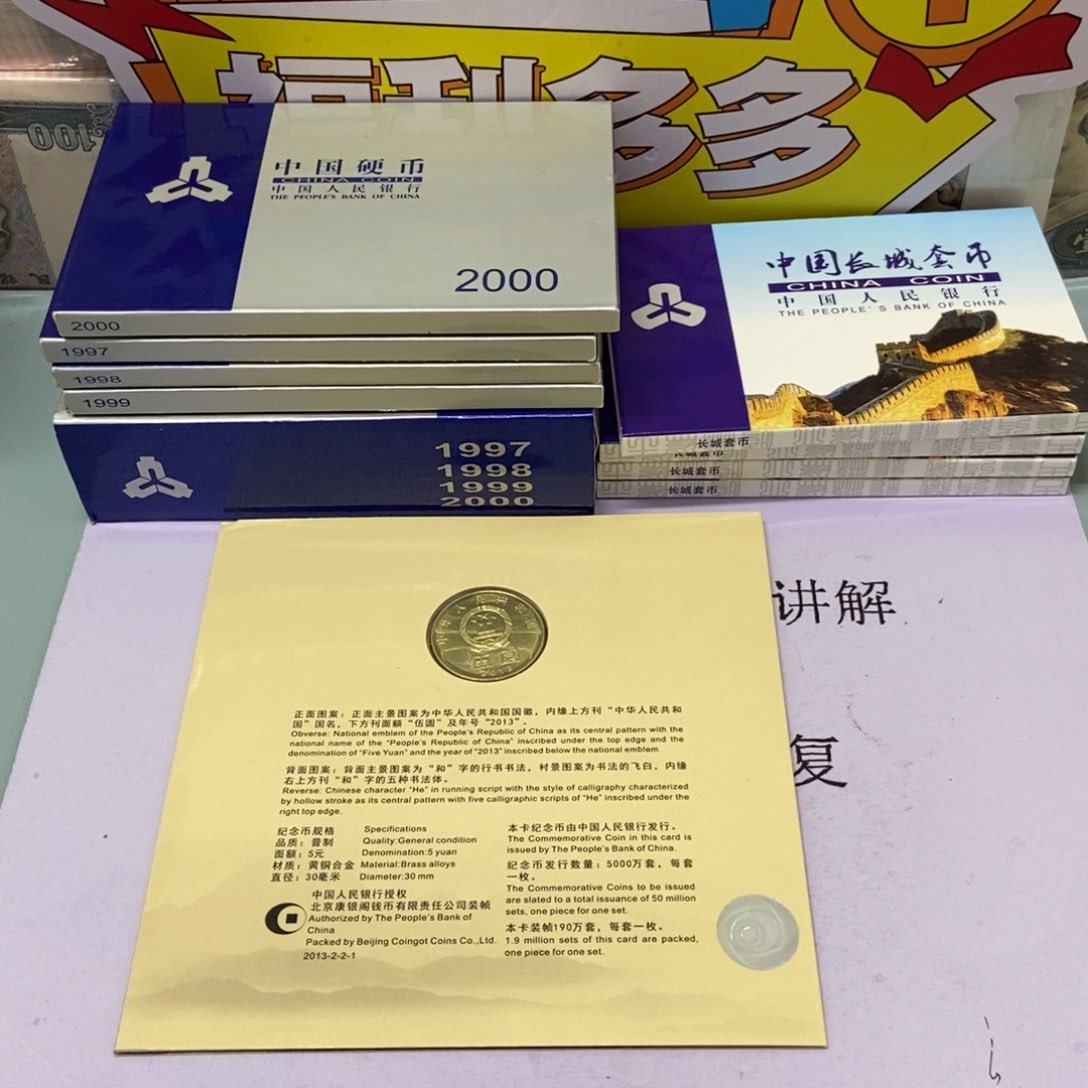 福利多多
100
中国硬币
CHINA COIN
中国人民银行
THE PEOPLE'S BANK OF CHINA
2000
2000
1997
1998
1999
1997
1998
1999
2000
中国长城套币
CHINA COIN
中国人民银行
THE PEOPLE'S BANK OF CHINA
长城套币
长城套币
长城套币
长城套币
讲解
复
中华人民共和国
伍圆
2013
正面图案：正面主景图案为中华人民共和国国徽，内缘上方刊“中华人民共和
国”国名，下方刊面额“伍圆”及年号“2013”。
Obverse: National emblem of the People's Republic of China as its central pattern with the
national name of the "People's Republic of China" inscribed under the top edge and the
denomination of "Five Yuan" and the year of "2013" inscribed below the national emblem.
背面图案：背面主景图案为“和”字的行书书法，衬景图案为书法的飞白，内缘
右上方刊“和”字的五种书法体。
Reverse: Chinese character "He" in running script with the style of calligraphy characterized
by hollow stroke as its central pattern with five calligraphic scripts of "He" inscribed under the
right top edge.
纪念币规格 Specifications
品质：普制 Quality:General condition
面额：5元 Denomination:5 yuan
材质：黄铜合金 Material:Brass alloys
直径：30毫米 Diameter:30 mm
中国人民银行授权
北京康银阁钱币有限责任公司装帧
Authorized by The People's Bank of
China
Packed by Beijing Coingot Coins Co.,Ltd.
2013-2-2-1
本卡纪念币由中国人民银行发行。
The Commemorative Coin in this card is
issued by The People's Bank of China.
纪念币发行数量：5000万套，每套
一枚。
The Commemorative Coins to be issued
are slated to a total issuance of 50 million
sets, one piece for one set.
本卡装帧190万套，每套一枚。
1.9 million sets of this card are packed,
one piece for one set.